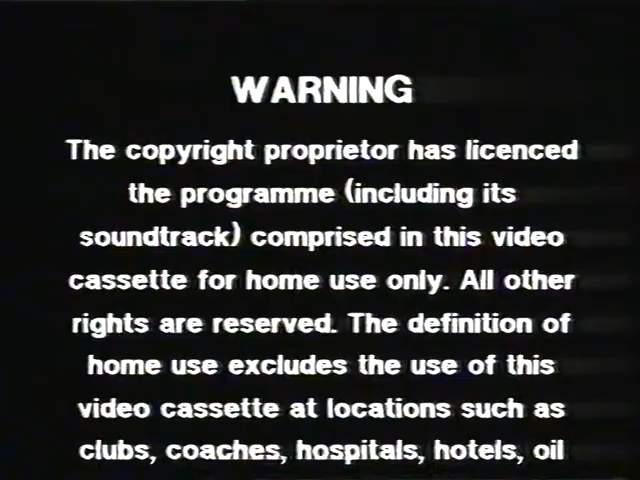 WARNING
The copyright proprietor has licenced
the programme (including its
soundtrack) comprised in this video
cassette for home use only. All other
rights are reserved. The definition of
home use excludes the use of this
video cassette at locations such as
clubs, coaches, hospitals, hotels, oil